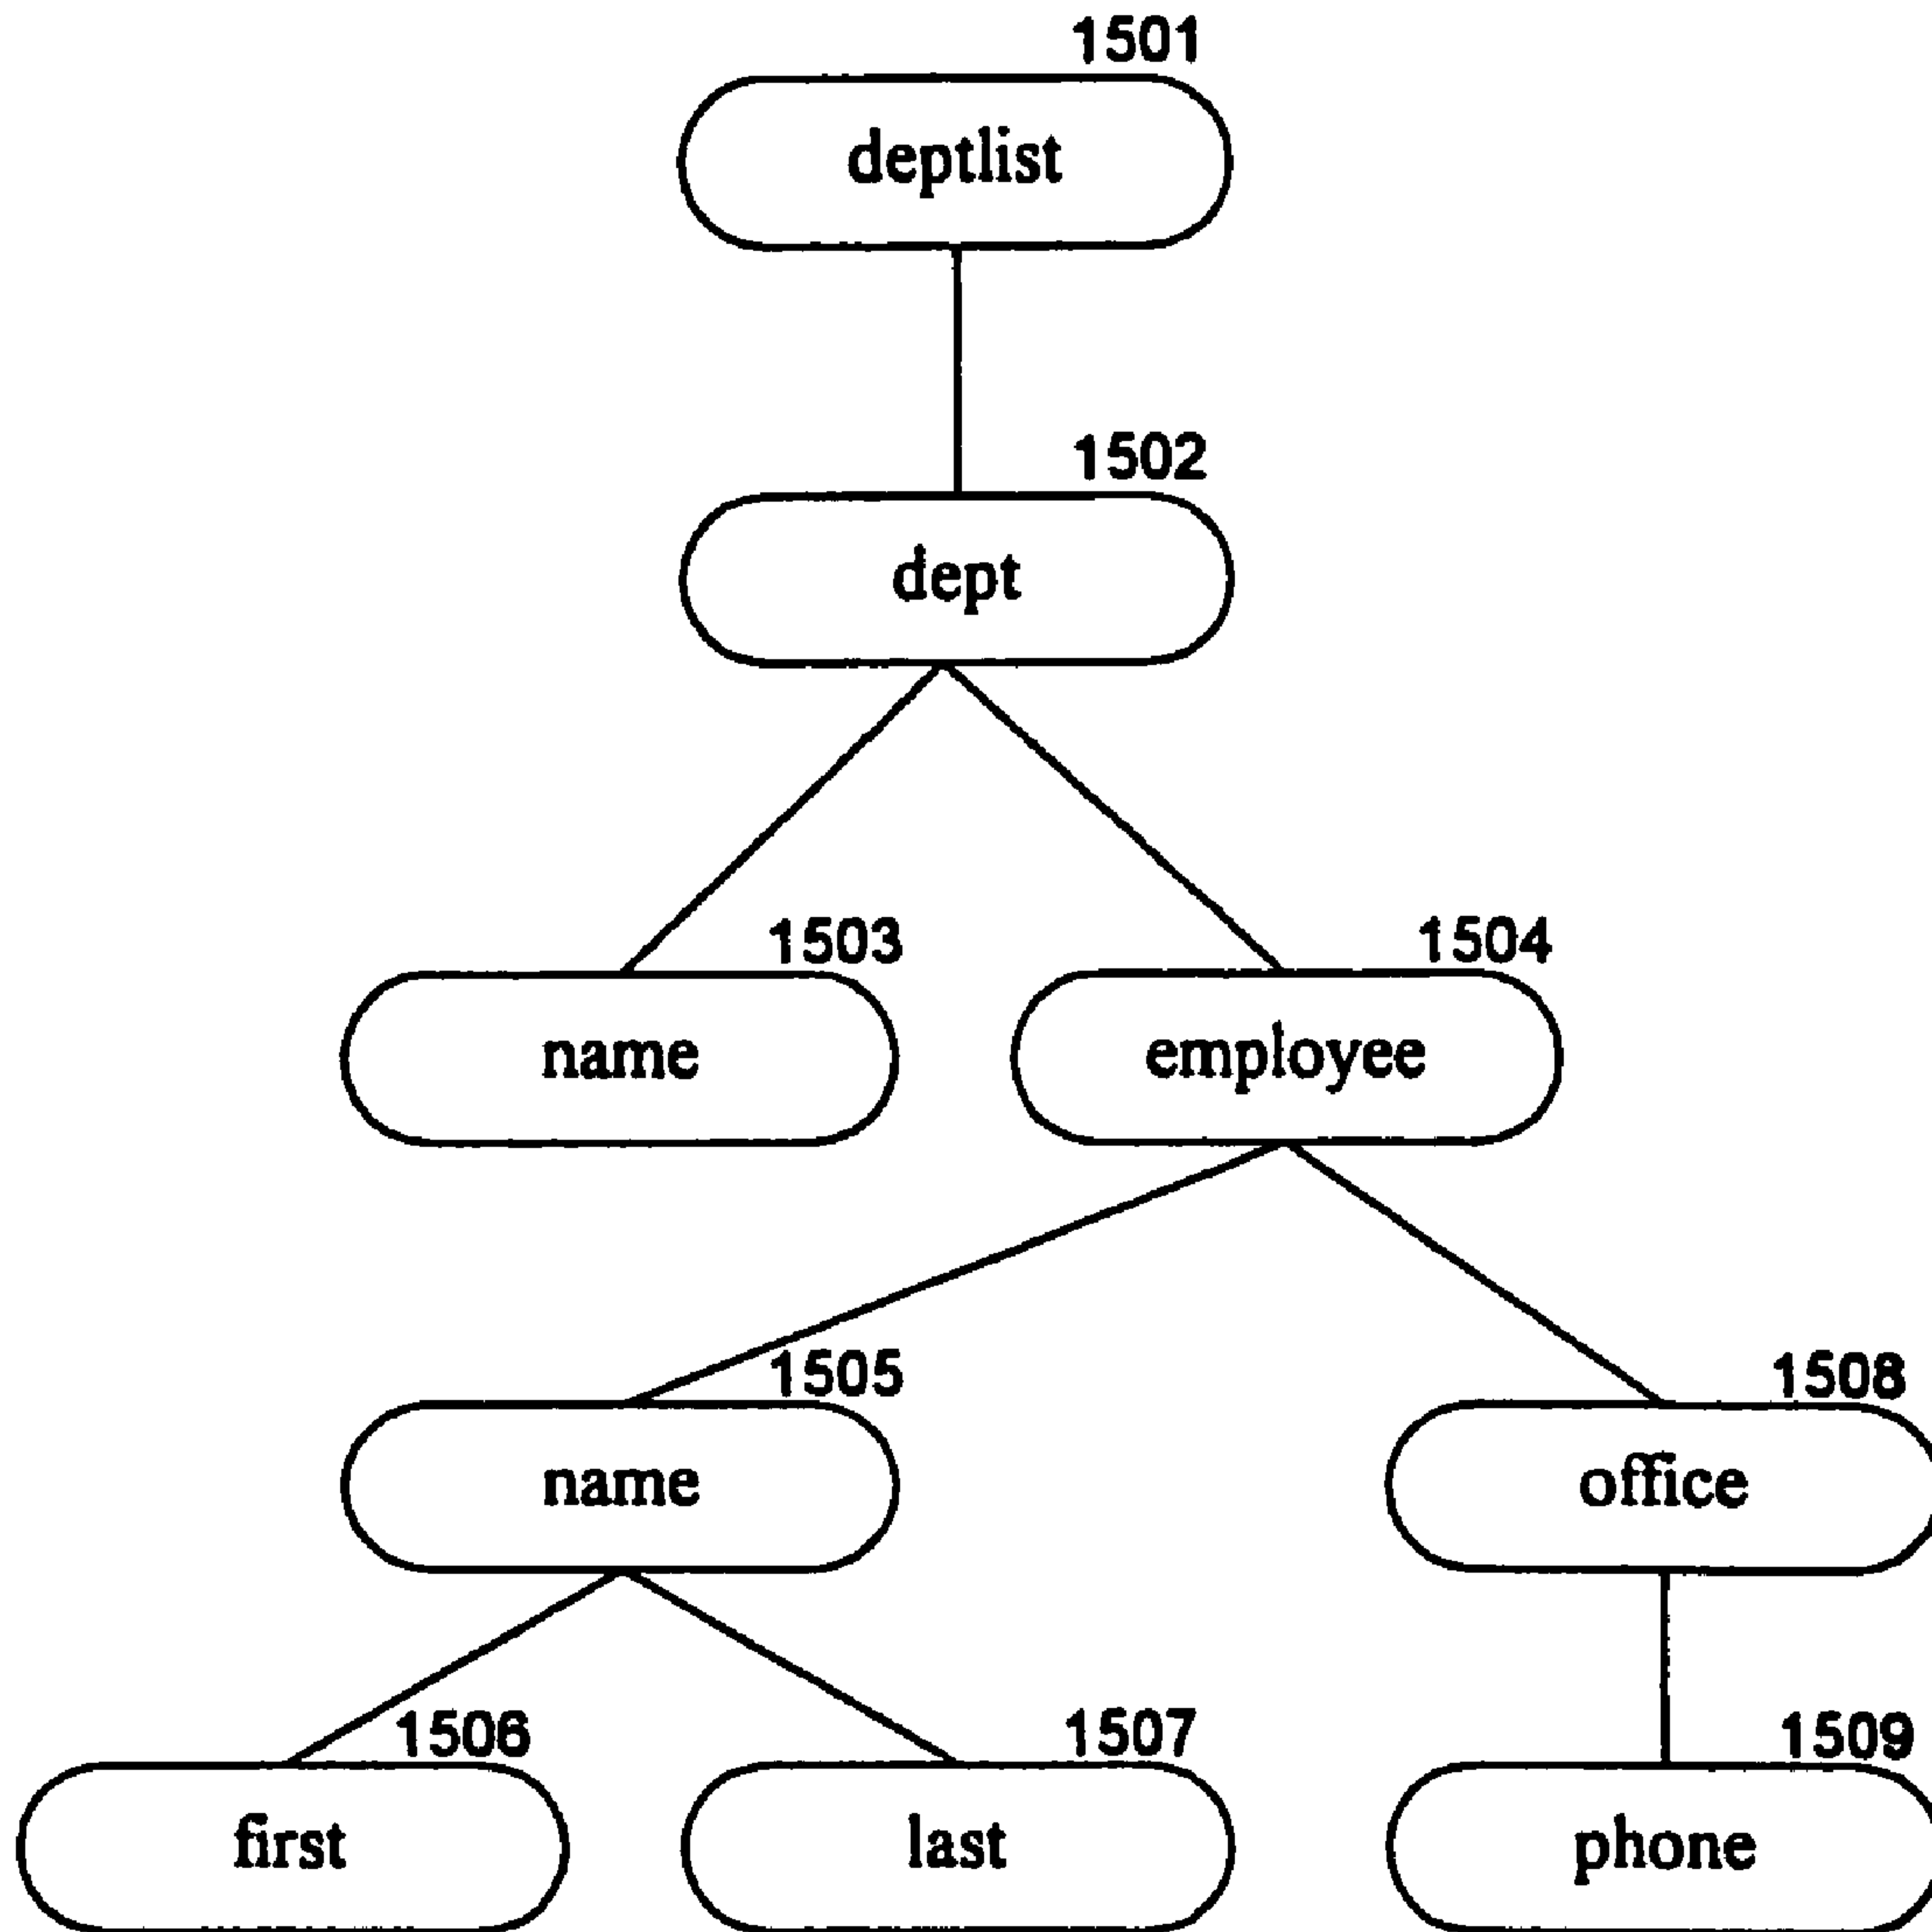 1501
deptlist
1502
dept
1503 1504
name employee
1505 1508
name office
1506 1507 1509
first last phone